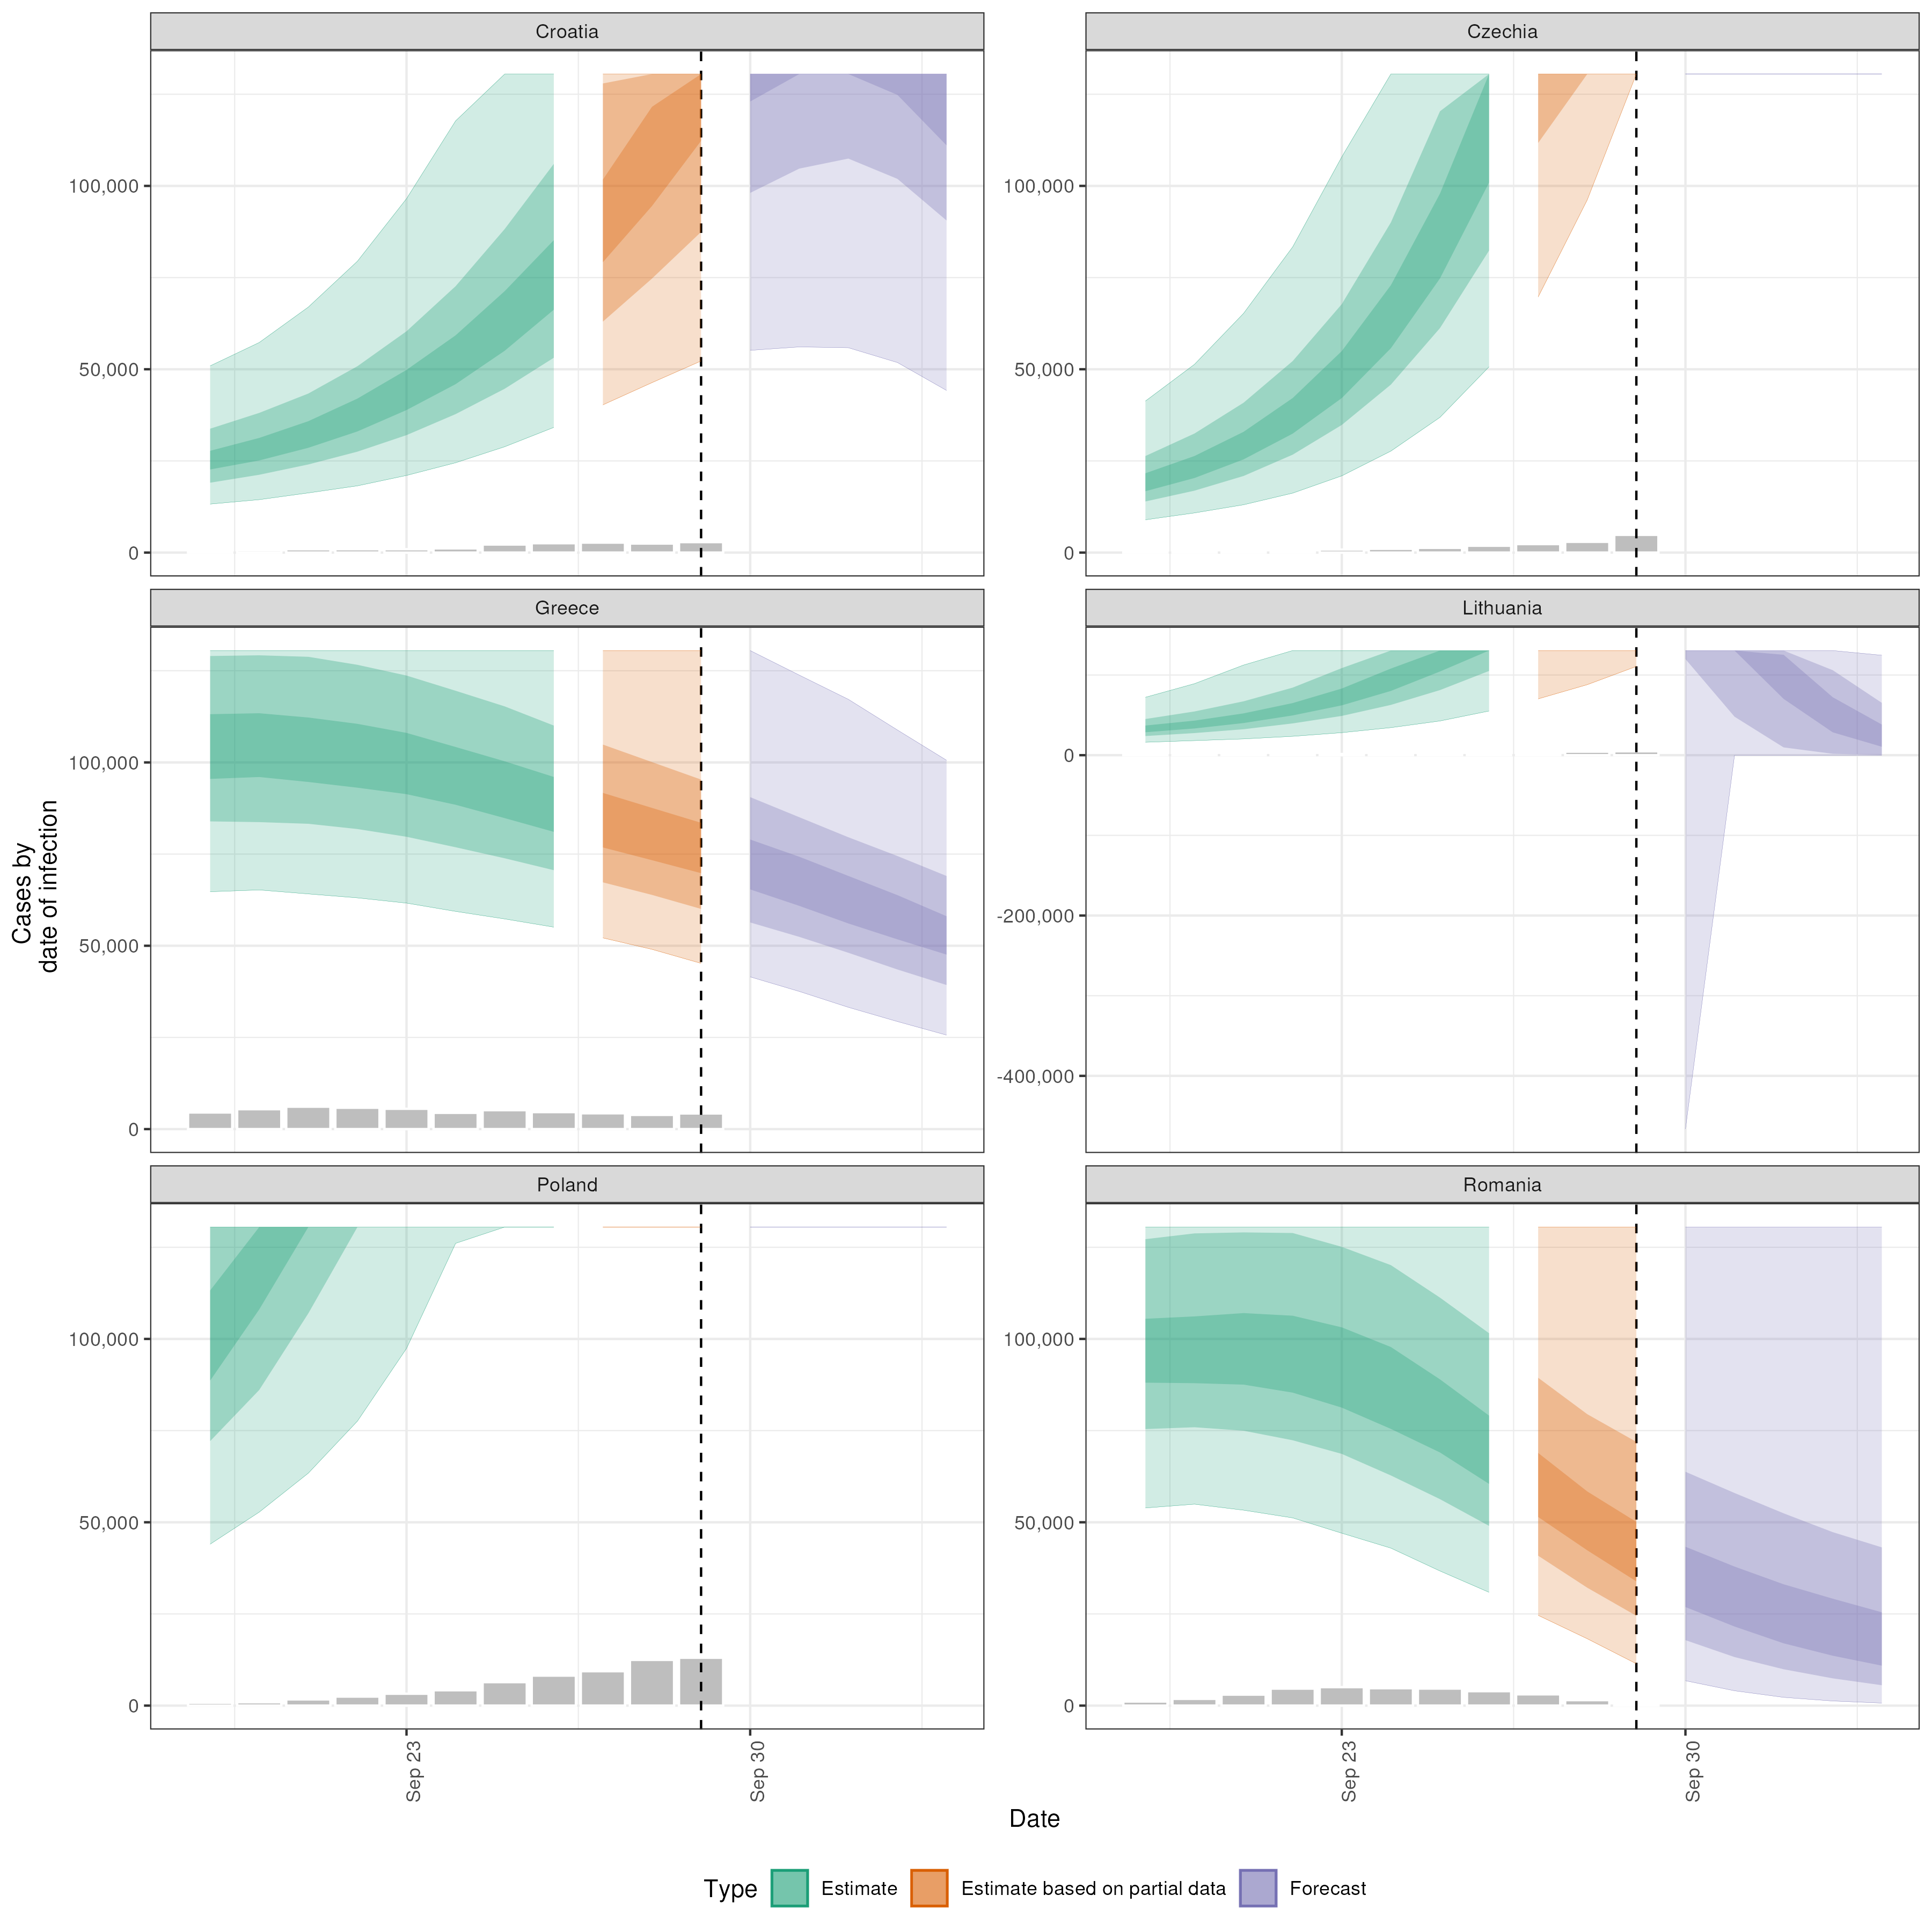 Croatia
Czechia
100,000
50,000
0
100,000
50,000
0
Greece
Lithuania
100,000
50,000
0
0
-200,000
-400,000
Cases by
date of infection
Poland
Romania
100,000
50,000
0
100,000
50,000
0
Sep 23
Sep 30
Sep 23
Sep 30
Date
Type Estimate Estimate based on partial data Forecast